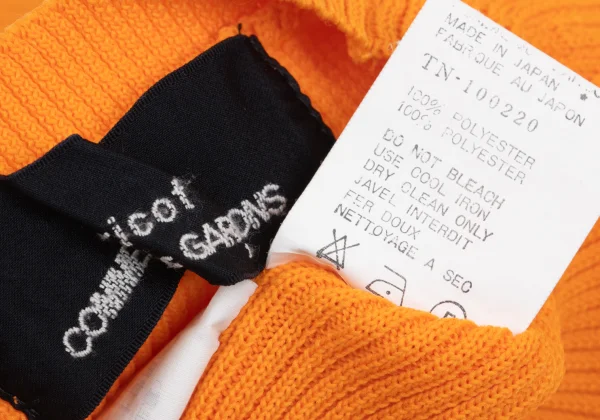 icot
COMME
GARÇONS
MADE IN JAPAN
FABRIQUE AU JAPON
TN-100220
100% POLYESTER
100% POLYESTER
DO NOT BLEACH
USE COOL IRON
DRY CLEAN ONLY
JAVEL INTERDIT
FER DOUX
NETTOYAGE A SEC
P